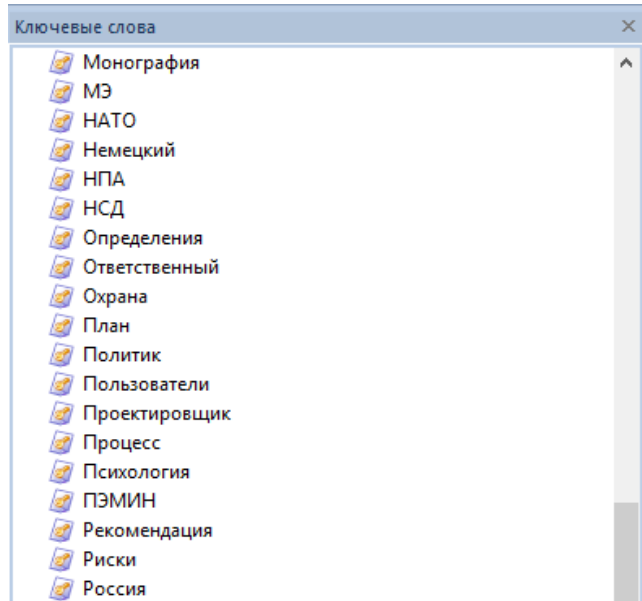 Ключевые слова
Монография
МЭ
НАТО
Немецкий
НПА
НСД
Определения
Ответственный
Охрана
План
Политик
Пользователи
Проектировщик
Процесс
Психология
ПЭМИН
Рекомендация
Риски
Россия